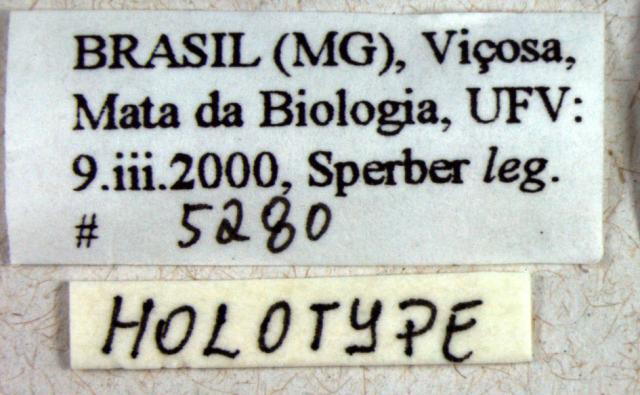 BRASIL (MG), Viçosa,
Mata da Biologia, UFV:
9.iii.2000, Sperber leg.
# 5280
HOLOTYPE